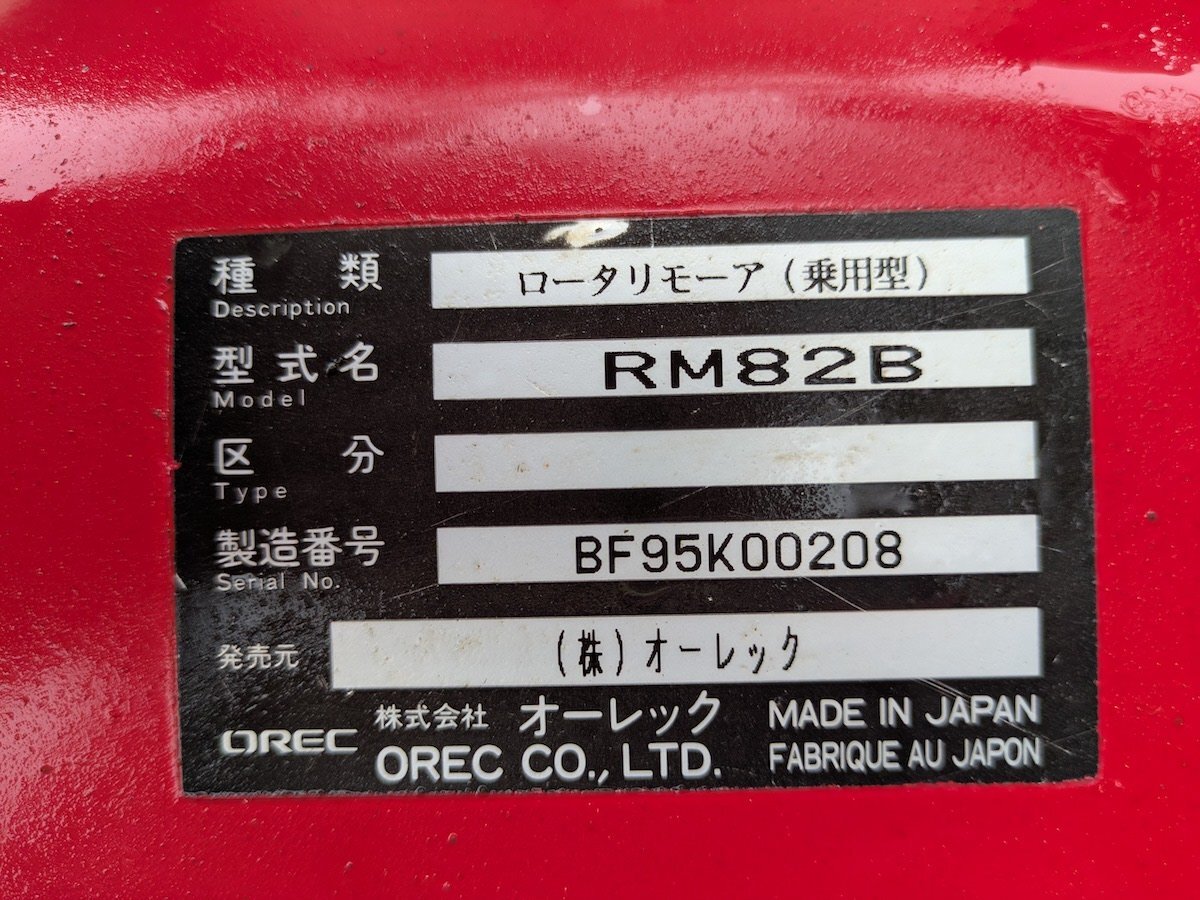 種類 ロータリモーア(乗用型)
Description
型式名 RM82B
Model
区分
Type
製造番号 BF95K00208
Serial No.
発売元 (株)オーレック
OREC 株式会社 オーレック MADE IN JAPAN
OREC CO., LTD. FABRIQUE AU JAPON